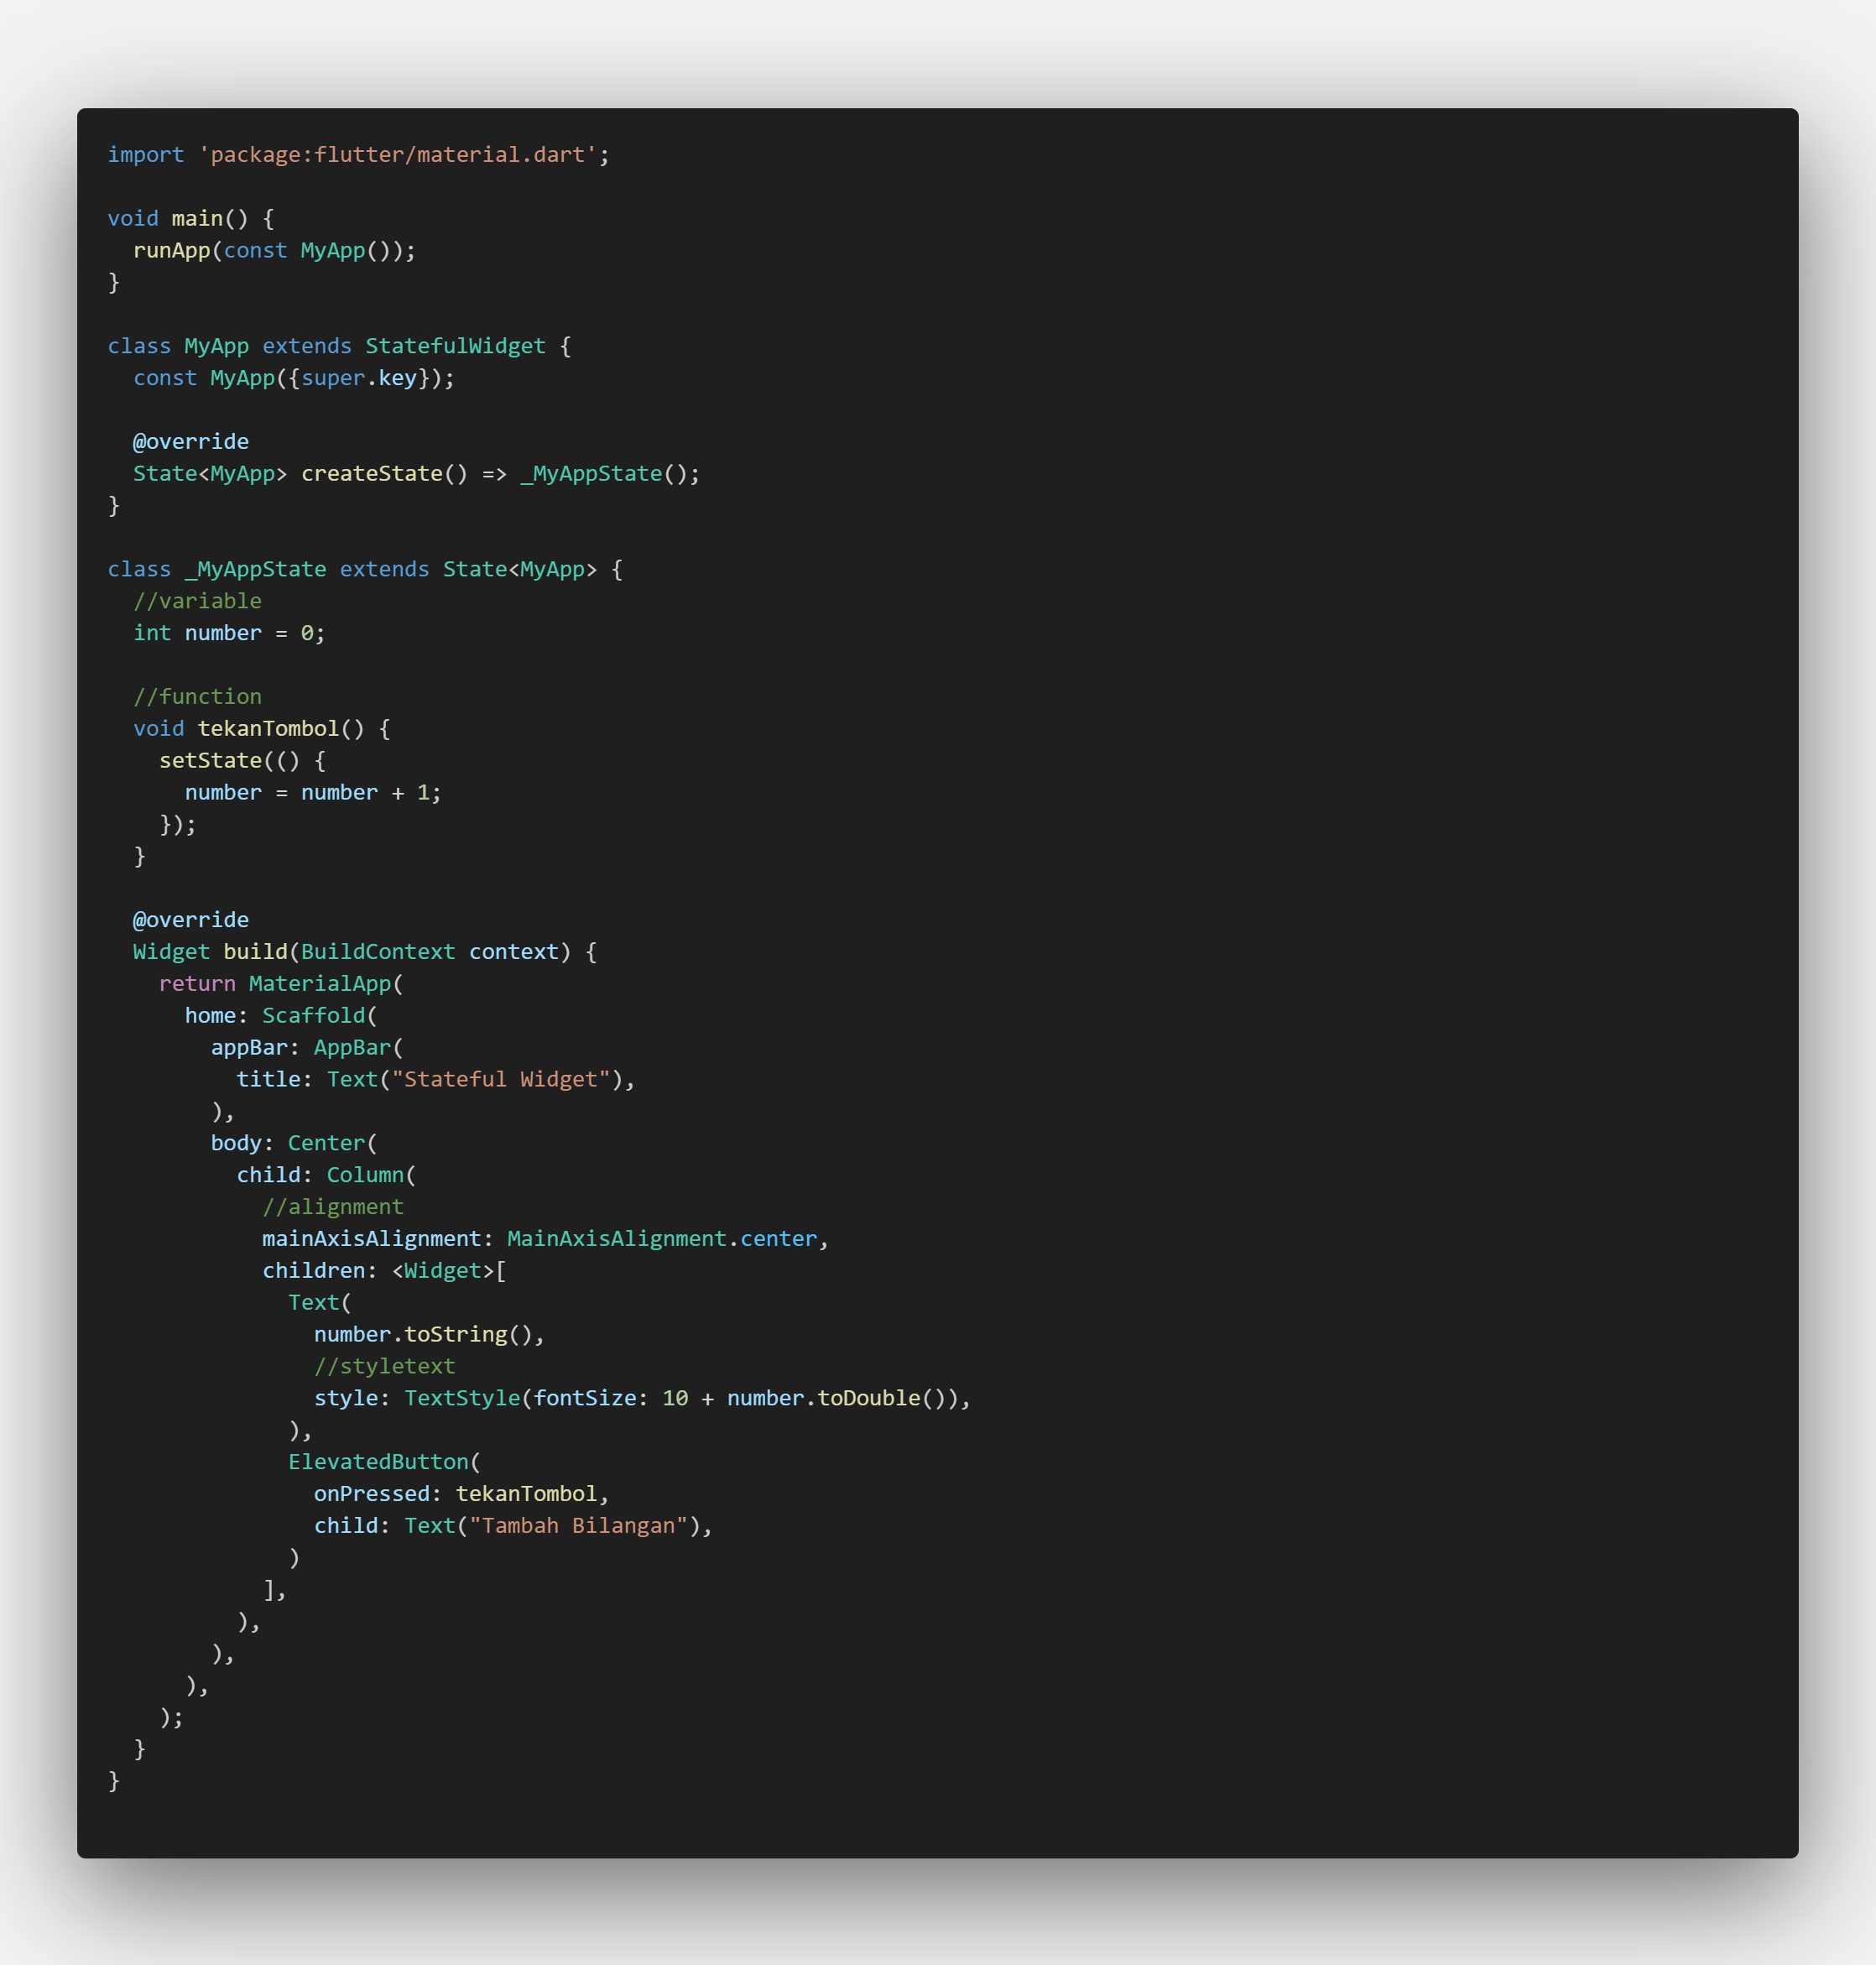 import 'package:flutter/material.dart';

void main() {
  runApp(const MyApp());
}

class MyApp extends StatefulWidget {
  const MyApp({super.key});

  @override
  State<MyApp> createState() => _MyAppState();
}

class _MyAppState extends State<MyApp> {
  //variable
  int number = 0;

  //function
  void tekanTombol() {
    setState(() {
      number = number + 1;
    });
  }

  @override
  Widget build(BuildContext context) {
    return MaterialApp(
      home: Scaffold(
        appBar: AppBar(
          title: Text("Stateful Widget"),
        ),
        body: Center(
          child: Column(
            //alignment
            mainAxisAlignment: MainAxisAlignment.center,
            children: <Widget>[
              Text(
                number.toString(),
                //styletext
                style: TextStyle(fontSize: 10 + number.toDouble()),
              ),
              ElevatedButton(
                onPressed: tekanTombol,
                child: Text("Tambah Bilangan"),
              )
            ],
          ),
        ),
      ),
    );
  }
}